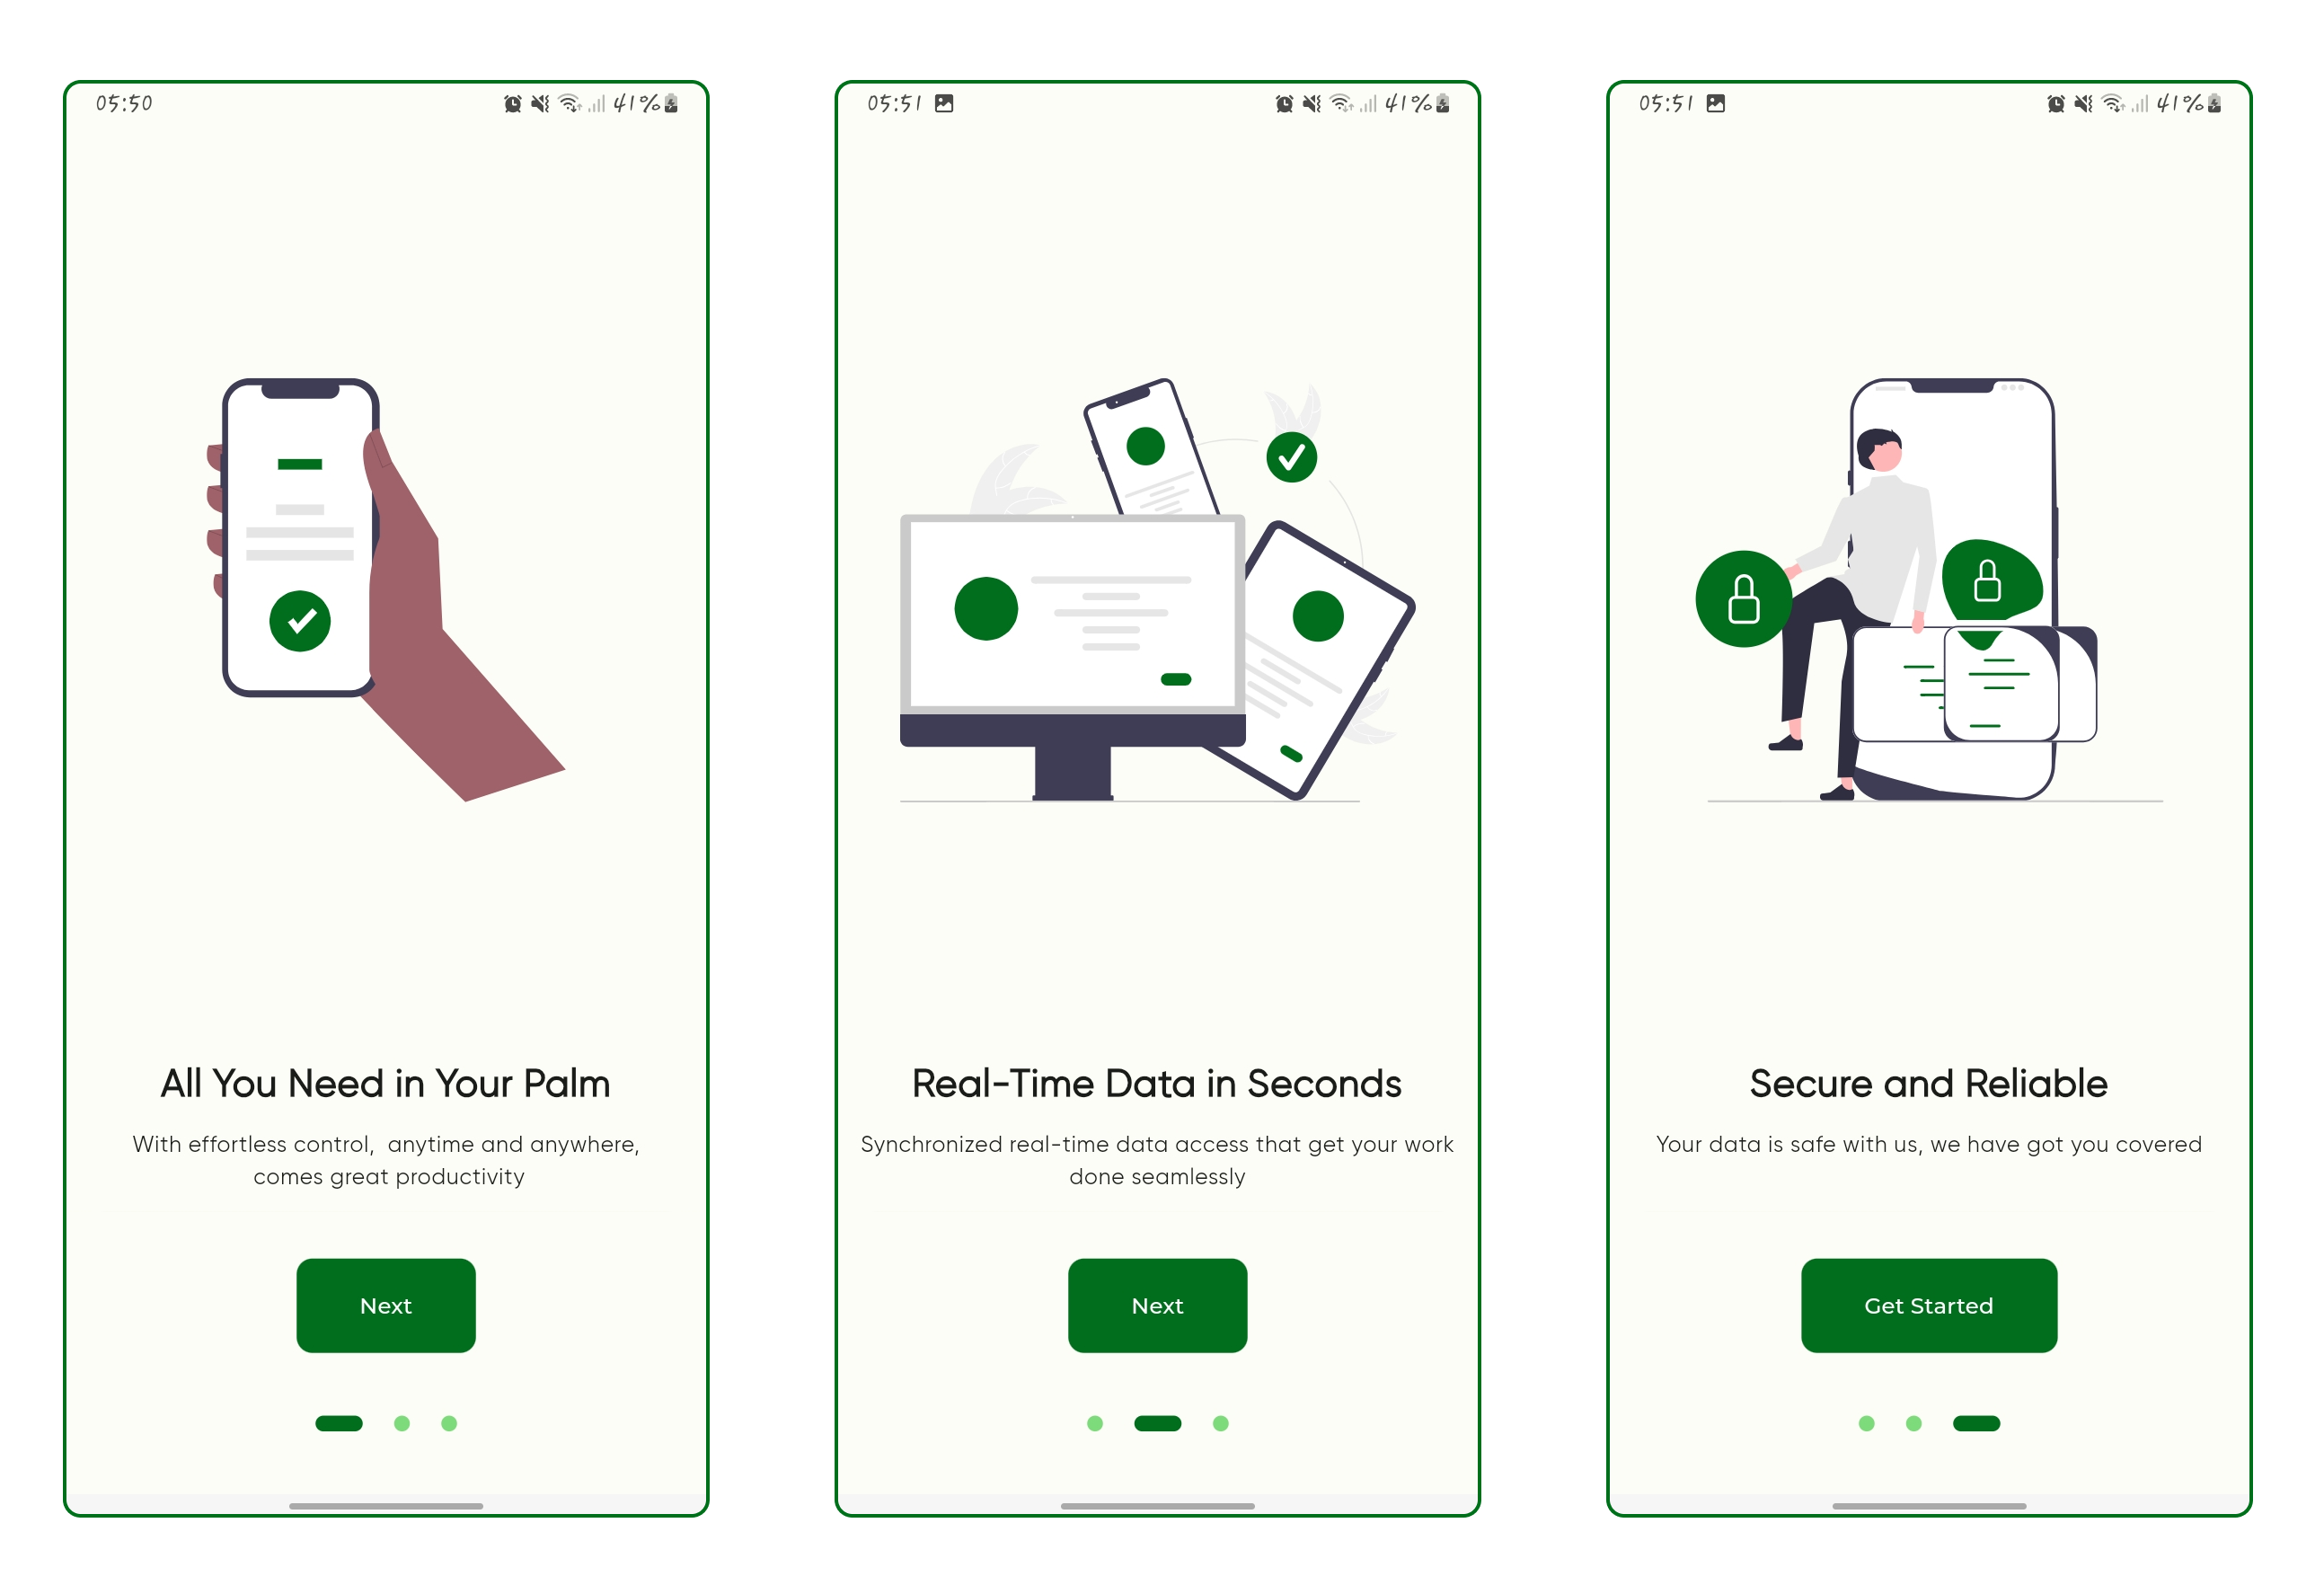 05:50
41%
All You Need in Your Palm
With effortless control,  anytime and anywhere,
comes great productivity
Next
05:51
41%
Real-Time Data in Seconds
Synchronized real-time data access that get your work
done seamlessly
Next
05:51
41%
Secure and Reliable
Your data is safe with us, we have got you covered
Get Started